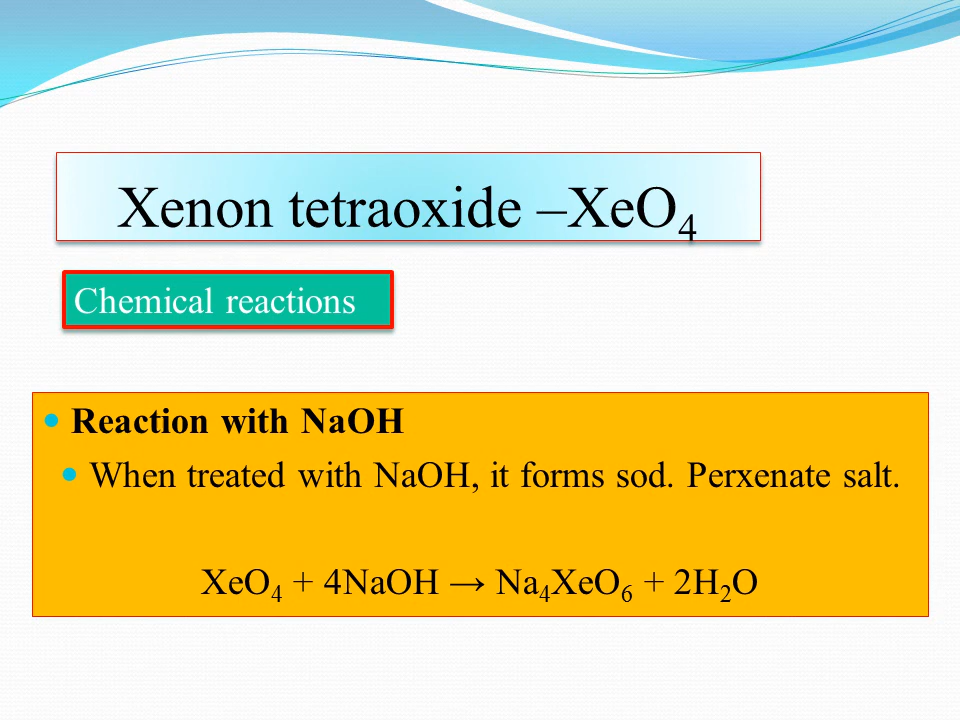 Xenon tetraoxide –XeO₄
Chemical reactions
Reaction with NaOH
When treated with NaOH, it forms sod. Perxenate salt.
XeO₄ + 4NaOH → Na₄XeO₆ + 2H₂O